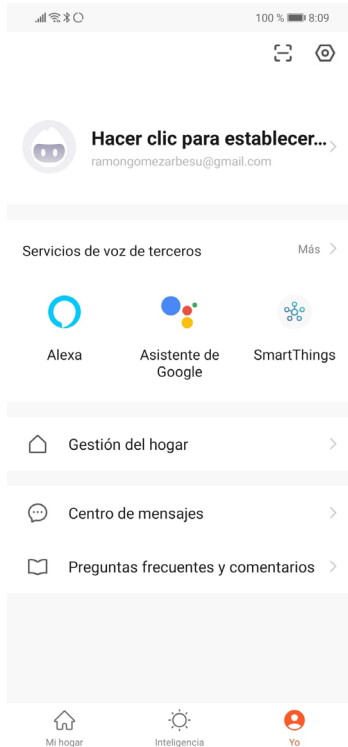 100 % 8:09
Hacer clic para establecer...
ramongomezarbesu@gmail.com
Servicios de voz de terceros
Más
Alexa
Asistente de
Google
SmartThings
Gestión del hogar
Centro de mensajes
Preguntas frecuentes y comentarios
Mi hogar
Inteligencia
Yo